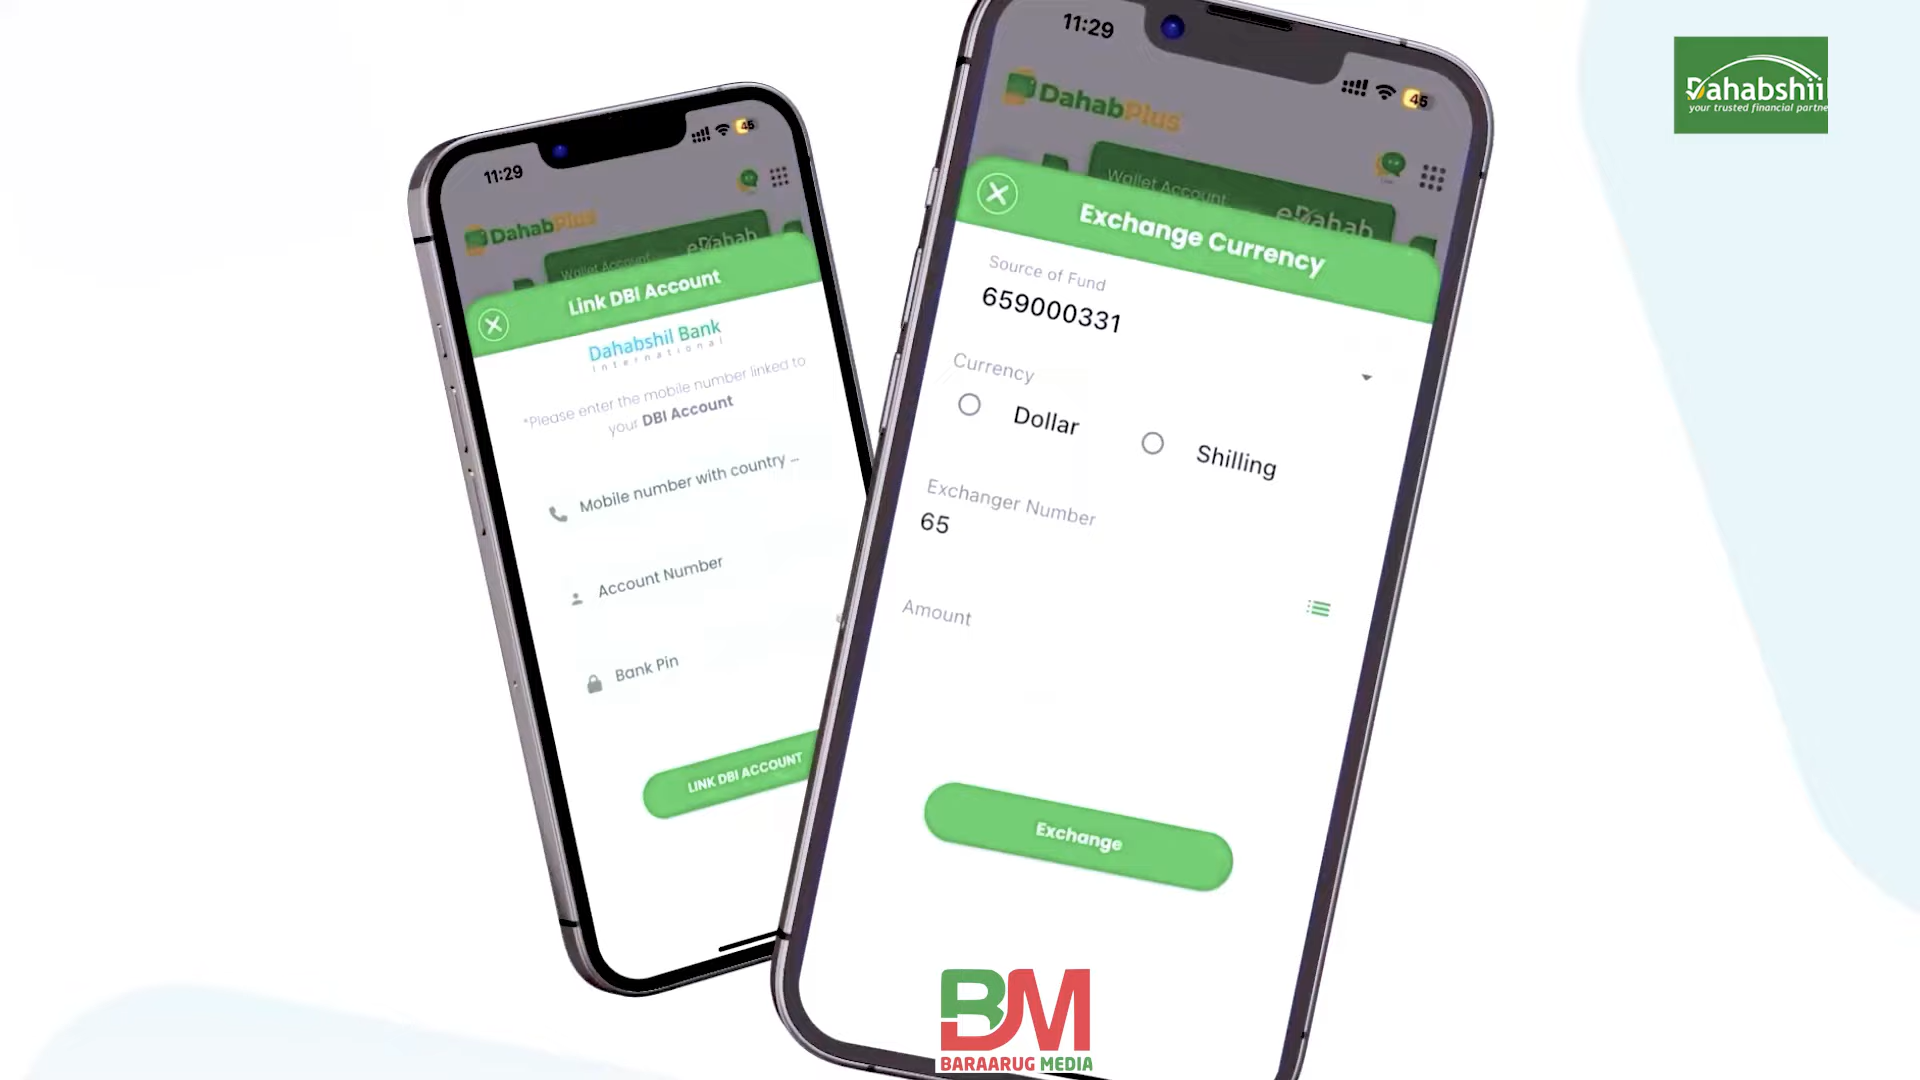 Dahabshiil
your trusted financial partne
11:29
45
DahabPlus
Wallet Account
eDahab
Link DBI Account
Dahabshil Bank
International
*Please enter the mobile number linked to
your DBI Account
Mobile number with country ...
Account Number
Bank Pin
LINK DBI ACCOUNT
11:29
45
DahabPlus
Wallet Account
eDahab
Exchange Currency
Source of Fund
659000331
Currency
Dollar
Shilling
Exchanger Number
65
Amount
Exchange
BM
BARAARUG MEDIA